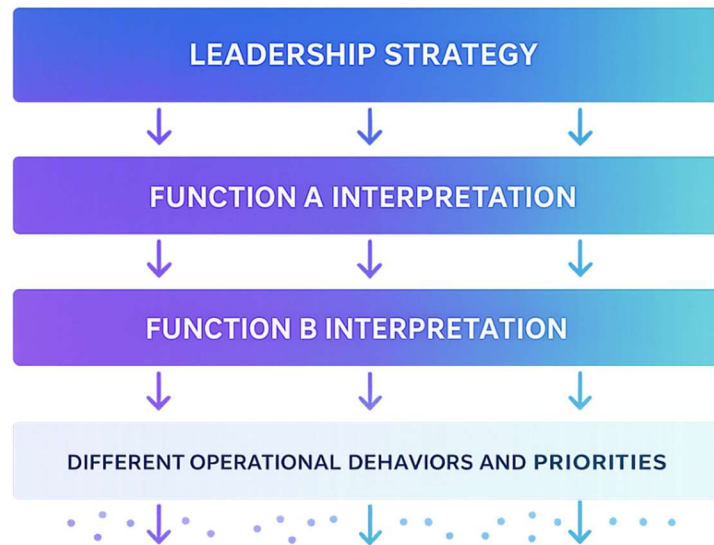 LEADERSHIP STRATEGY
FUNCTION A INTERPRETATION
FUNCTION B INTERPRETATION
DIFFERENT OPERATIONAL DEHAVIORS AND PRIORITIES